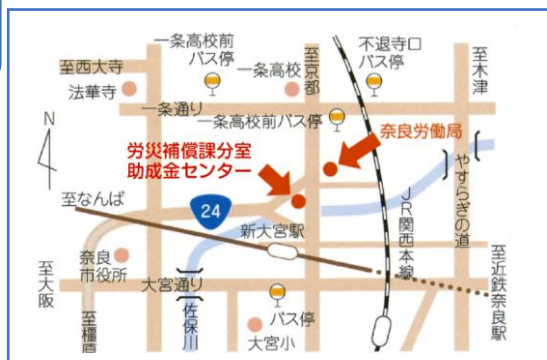 一条高校前
バス停
至京都
不退寺口
バス停
至木津
至西大寺
法華寺
一条高校
一条通り
一条高校前バス停
奈良労働局
N
労災補償課分室
助成金センター
やすらぎの道
至なんば
24
新大宮駅
JR関西本線
奈良
市役所
至大阪
大宮通り
至近鉄奈良駅
至橿原
佐保川
バス停
大宮小